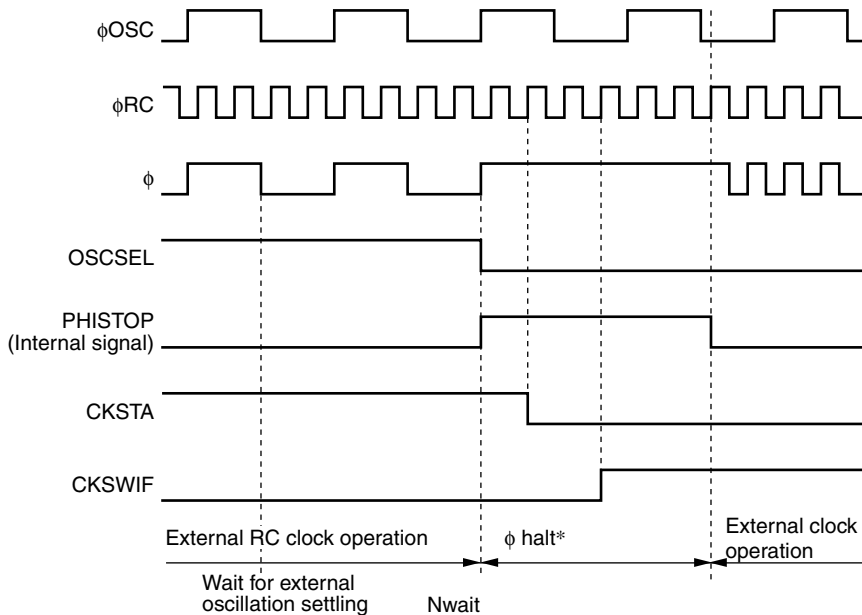 ϕOSC
ϕRC
ϕ
OSCSEL
PHISTOP
(Internal signal)
CKSTA
CKSWIF
External RC clock operation
ϕ halt*
External clock
operation
Wait for external
oscillation settling
Nwait